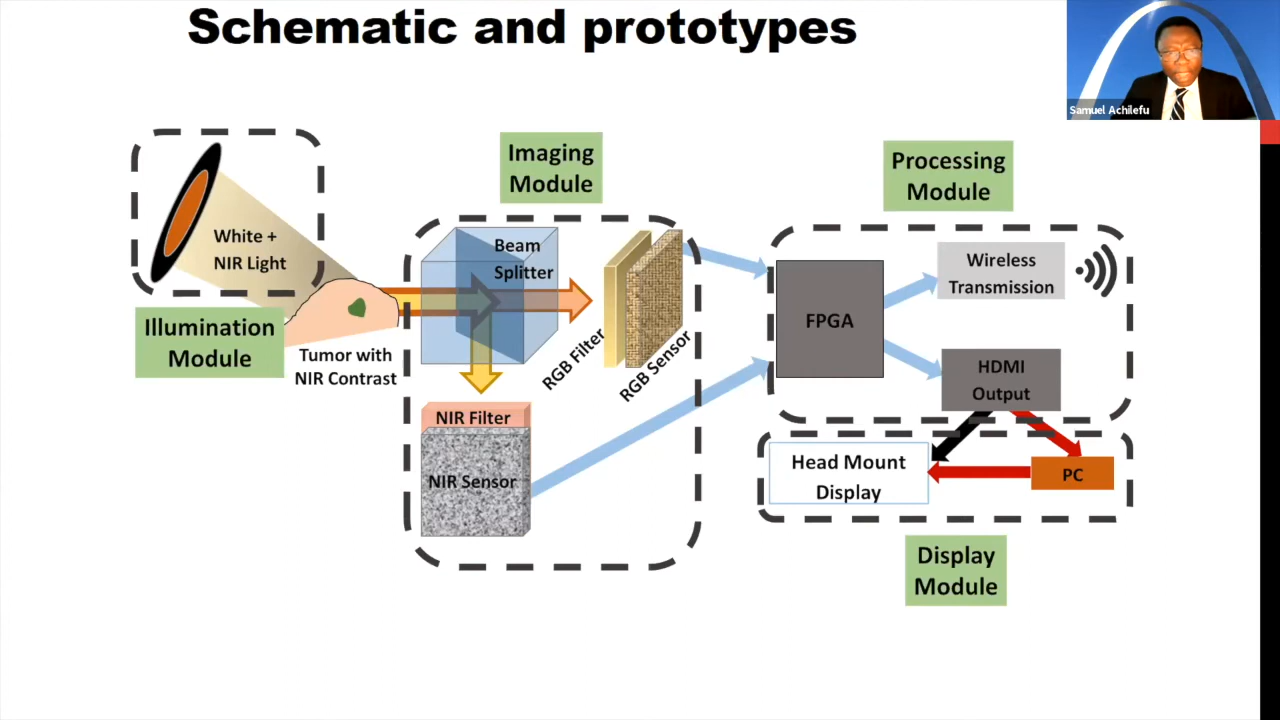 Schematic and prototypes
Samuel Achilefu
White +
NIR Light
Illumination
Module
Tumor with
NIR Contrast
Imaging
Module
Beam
Splitter
RGB Filter
RGB Sensor
NIR Filter
NIR Sensor
Processing
Module
FPGA
Wireless
Transmission
HDMI
Output
Head Mount
Display
PC
Display
Module